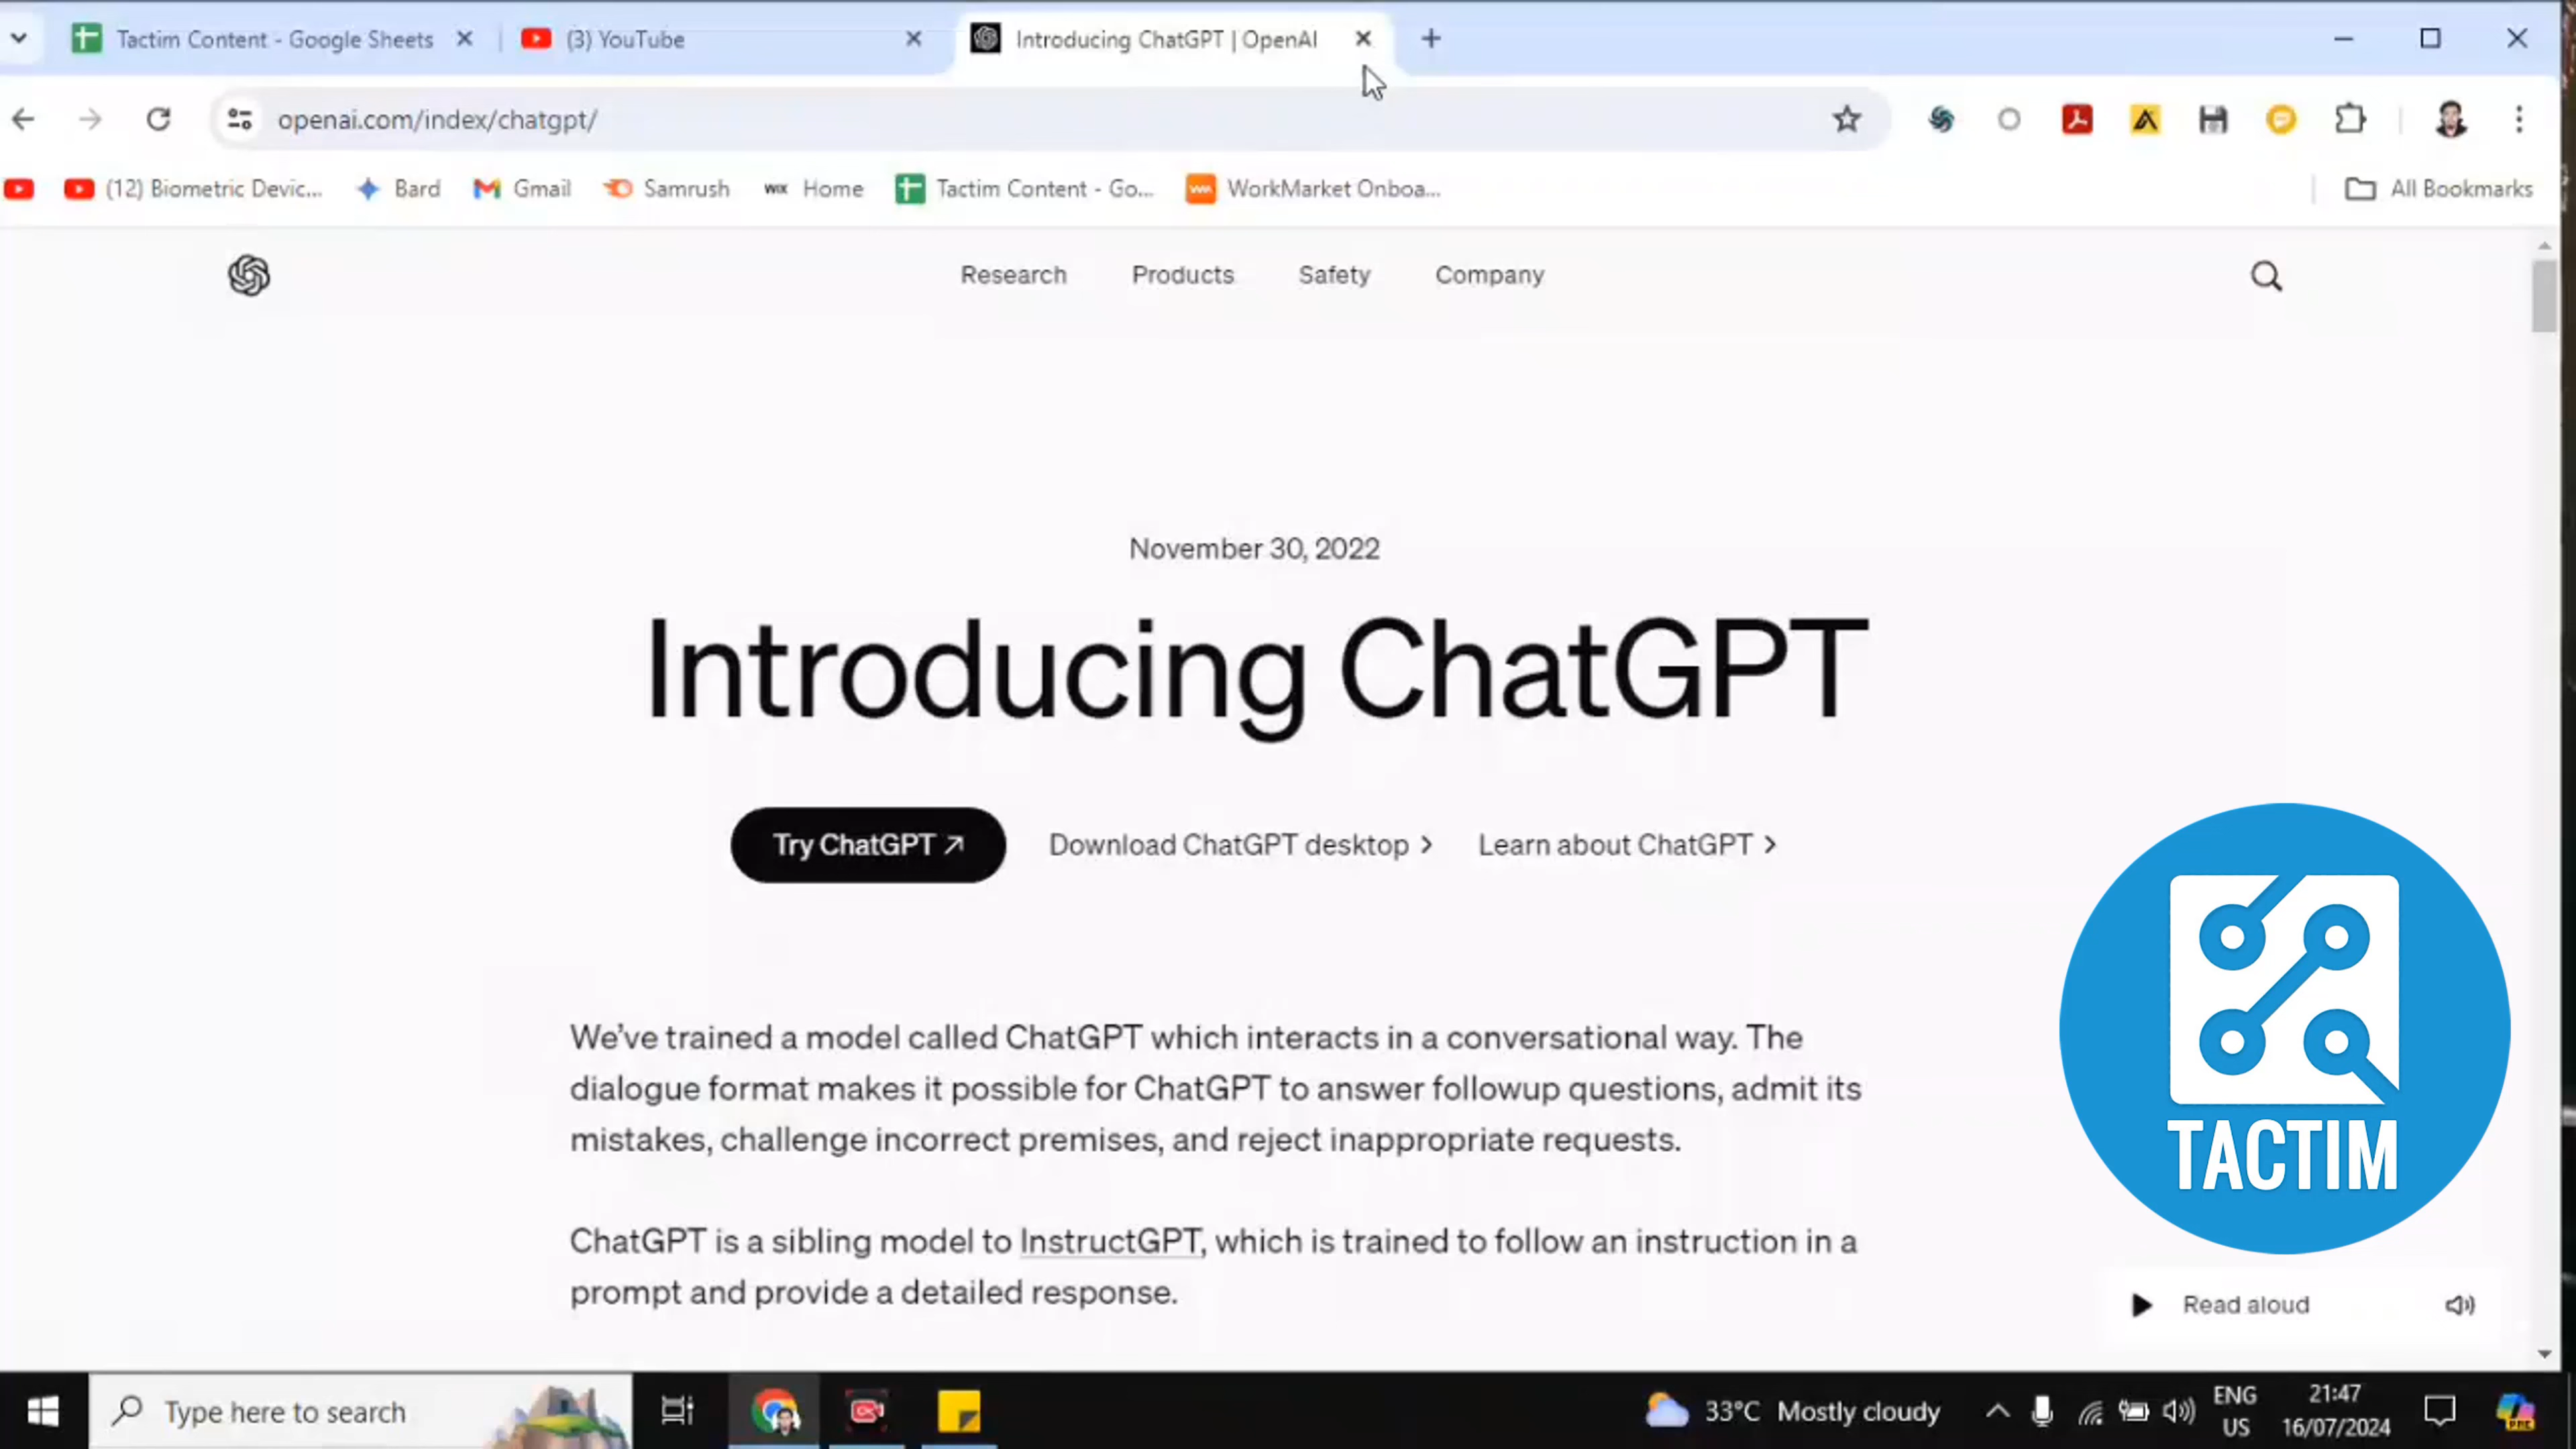 Tactim Content - Google Sheets
(3) YouTube
Introducing ChatGPT | OpenAI
openai.com/index/chatgpt/
(12) Biometric Devic...
Bard
Gmail
Samrush
WIX
Home
Tactim Content - Go...
WorkMarket Onboa...
All Bookmarks
Research
Products
Safety
Company
November 30, 2022
Introducing ChatGPT
Try ChatGPT ↗
Download ChatGPT desktop >
Learn about ChatGPT >
We've trained a model called ChatGPT which interacts in a conversational way. The
dialogue format makes it possible for ChatGPT to answer followup questions, admit its
mistakes, challenge incorrect premises, and reject inappropriate requests.
ChatGPT is a sibling model to InstructGPT, which is trained to follow an instruction in a
prompt and provide a detailed response.
TACTIM
Read aloud
Type here to search
33°C Mostly cloudy
ENG
US
21:47
16/07/2024